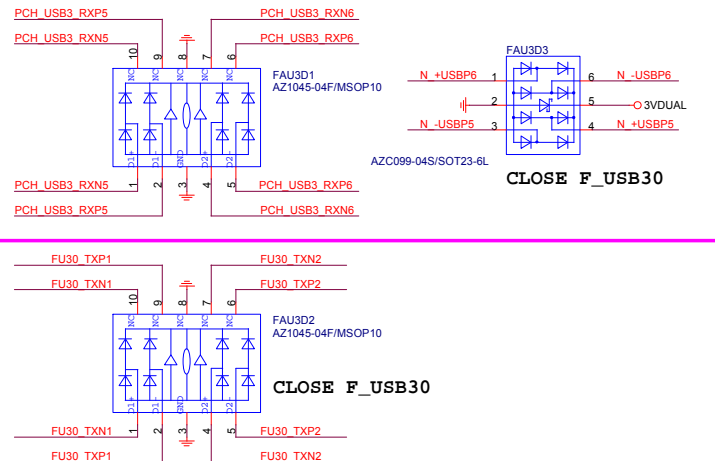 PCH_USB3_RXP5 PCH_USB3_RXN6
PCH_USB3_RXN5 PCH_USB3_RXP6
10 9 8 7 6
NC NC NC NC NC
FAU3D1
AZ1045-04F/MSOP10
D1+ D1- GND D2+ D2-
1 2 3 4 5
PCH_USB3_RXN5 PCH_USB3_RXP6
PCH_USB3_RXP5 PCH_USB3_RXN6
FAU3D3
N_+USBP6 1 6 N_-USBP6
2 5 3VDUAL
N_-USBP5 3 4 N_+USBP5
AZC099-04S/SOT23-6L
CLOSE F_USB30
FU30_TXP1 FU30_TXN2
FU30_TXN1 FU30_TXP2
10 9 8 7 6
NC NC NC NC NC
FAU3D2
AZ1045-04F/MSOP10
CLOSE F_USB30
D1+ D1- GND D2+ D2-
1 2 3 4 5
FU30_TXN1 FU30_TXP2
FU30_TXP1 FU30_TXN2